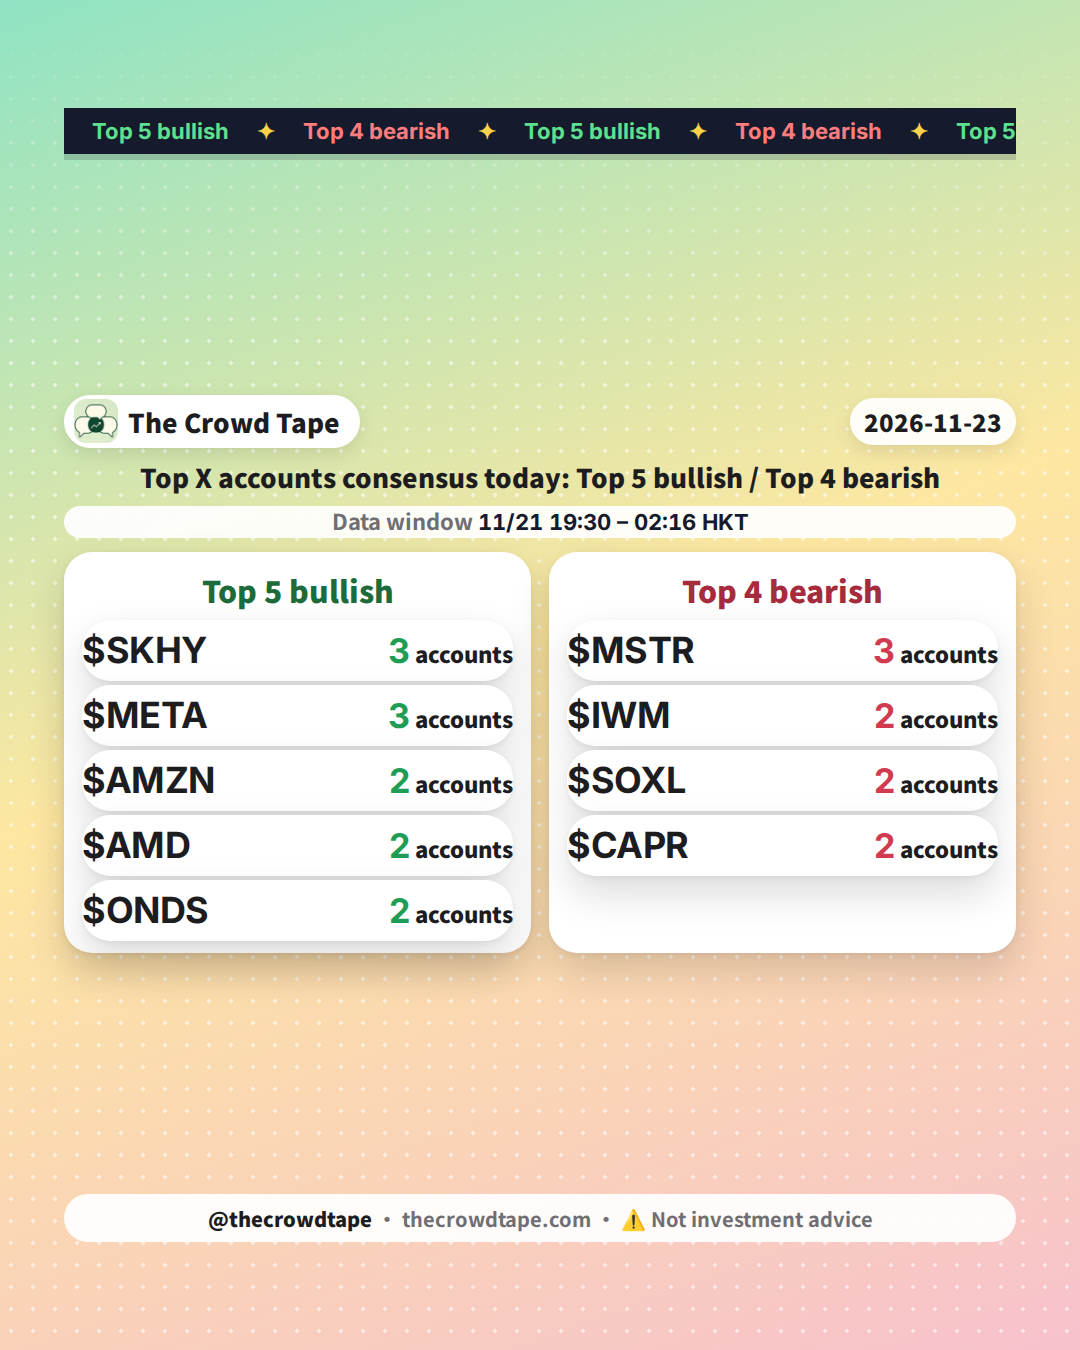 Top 5 bullish ✦ Top 4 bearish ✦ Top 5 bullish ✦ Top 4 bearish ✦ Top 5
The Crowd Tape
2026-11-23
Top X accounts consensus today: Top 5 bullish / Top 4 bearish
Data window 11/21 19:30 – 02:16 HKT
Top 5 bullish
$SKHY 3 accounts
$META 3 accounts
$AMZN 2 accounts
$AMD 2 accounts
$ONDS 2 accounts
Top 4 bearish
$MSTR 3 accounts
$IWM 2 accounts
$SOXL 2 accounts
$CAPR 2 accounts
@thecrowdtape • thecrowdtape.com • ⚠️ Not investment advice